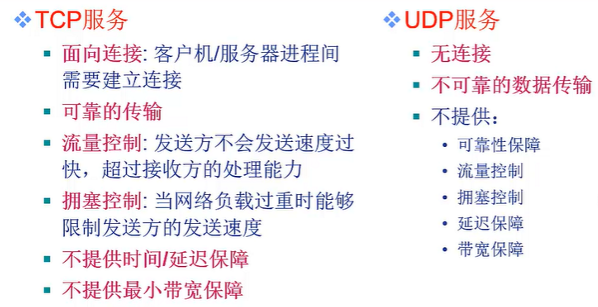 TCP服务
面向连接: 客户机/服务器进程间
需要建立连接
可靠的传输
流量控制: 发送方不会发送速度过
快，超过接收方的处理能力
拥塞控制: 当网络负载过重时能够
限制发送方的发送速度
不提供时间/延迟保障
不提供最小带宽保障
UDP服务
无连接
不可靠的数据传输
不提供：
可靠性保障
流量控制
拥塞控制
延迟保障
带宽保障